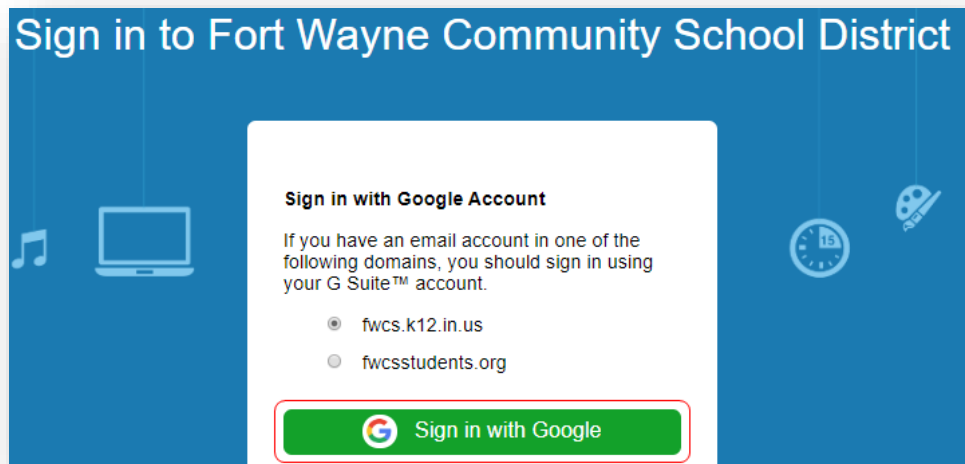 Sign in to Fort Wayne Community School District
Sign in with Google Account
If you have an email account in one of the
following domains, you should sign in using
your G Suite™ account.
fwcs.k12.in.us
fwcsstudents.org
Sign in with Google
15